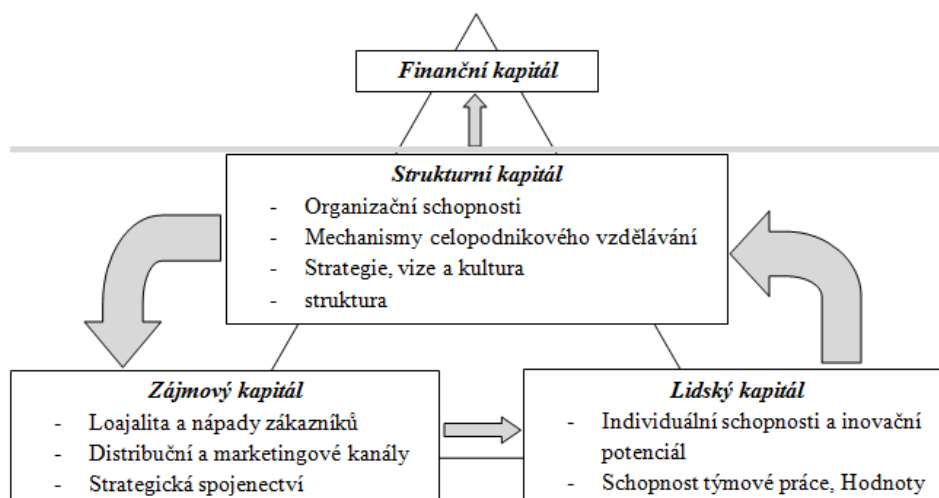 Finanční kapitál
Strukturní kapitál
- Organizační schopnosti
- Mechanismy celopodnikového vzdělávání
- Strategie, vize a kultura
- struktura
Zájmový kapitál
- Loajalita a nápady zákazníků
- Distribuční a marketingové kanály
- Strategická spojenectví
Lidský kapitál
- Individuální schopnosti a inovační
potenciál
- Schopnost týmové práce, Hodnoty